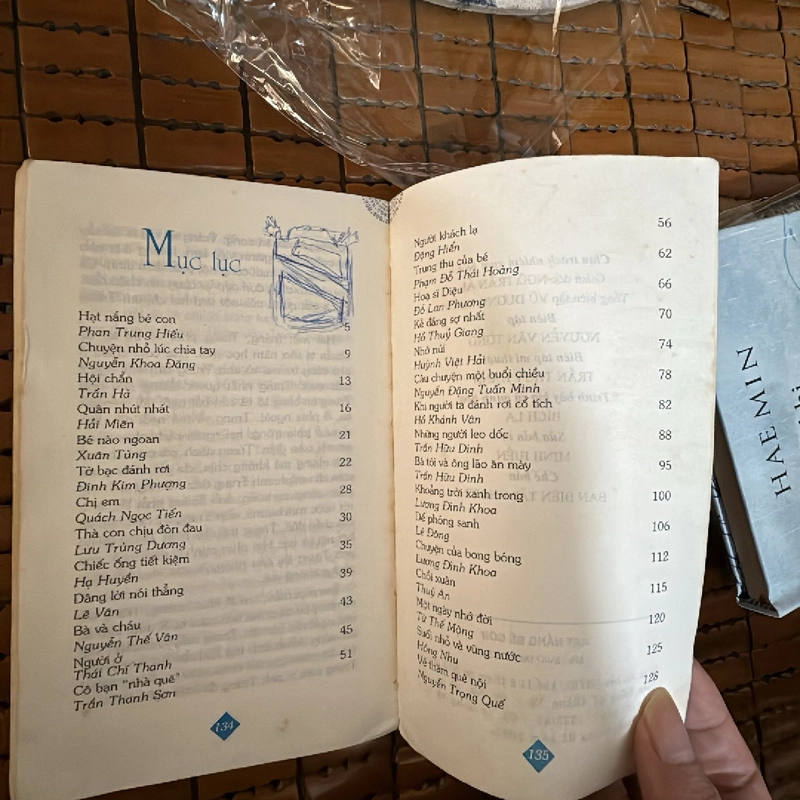 Mục lục
Hạt nắng bé con 5
Phan Trung Hiếu
Chuyện nhỏ lúc chia tay 9
Nguyễn Khoa Đăng
Hội chẩn 13
Trần Hà
Quân nhút nhát 16
Hải Miên
Bé nào ngoan 21
Xuân Tùng
Tờ bạc đánh rơi 22
Đinh Kim Phượng
Chị em 28
Quách Ngọc Tiến
Thà con chịu đòn đau 30
Lưu Trùng Dương
Chiếc ống tiết kiệm 35
Hạ Huyền
Dâng lời nói thẳng 39
Lê Vân
Bà và cháu 43
Nguyễn Thế Vân
Người ở 45
Thái Chí Thanh
Cô bạn "nhà quê" 51
Trần Thanh Sơn
134
Người khách lạ 56
Đặng Hiển
Trung thu của bé 62
Phạm Đỗ Thái Hoàng
Hoạ sĩ Diệu 66
Đỗ Lan Phương
Kẻ đáng sợ nhất 70
Hồ Thuỷ Giang
Nhớ núi 74
Huỳnh Việt Hải
Câu chuyện một buổi chiều 78
Nguyễn Đặng Tuấn Minh
Khi người ta đánh rơi cổ tích 82
Hồ Khánh Vân
Những người leo dốc 88
Trần Hữu Dinh
Bà tôi và ông lão ăn mày 95
Trần Hữu Dinh
Khoảng trời xanh trong 100
Lương Đình Khoa
Dế phóng sanh 106
Lê Đông
Chuyện của bong bóng 112
Lương Đình Khoa
Chồi xuân 115
Thuỵ An
Một ngày nhớ đời 120
Từ Thế Mộng
Suối nhỏ và vũng nước 125
Hồng Nhu
Về thăm quê nội 128
Nguyễn Trọng Quế
135
HAE MIN